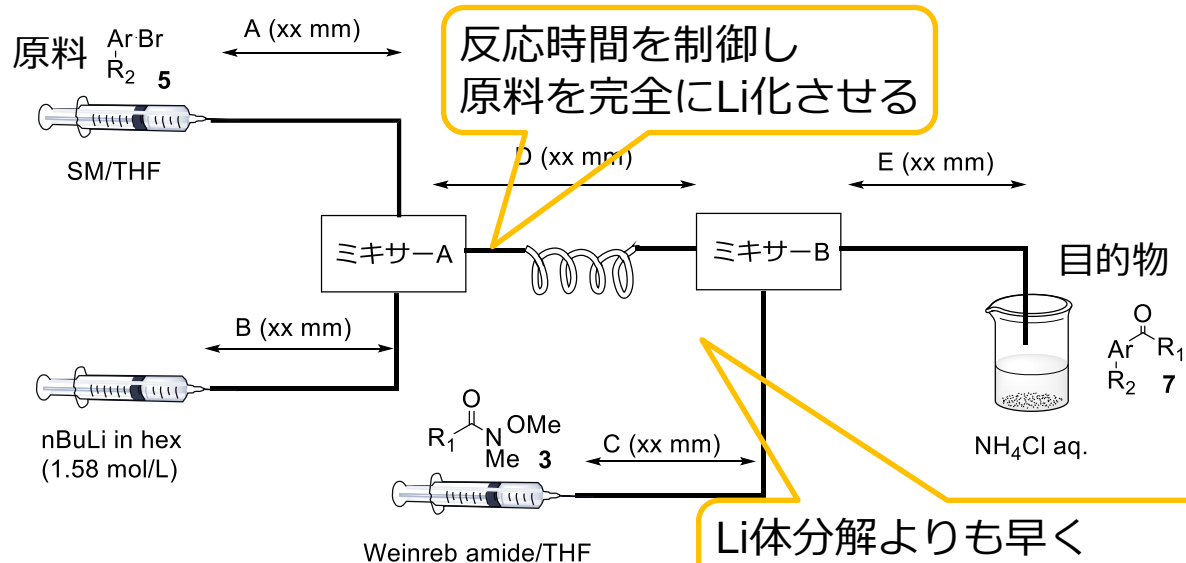 原料
Ar Br
R2 5
SM/THF
A (xx mm)
反応時間を制御し
原料を完全にLi化させる
D (xx mm)
E (xx mm)
ミキサーA
ミキサーB
目的物
B (xx mm)
nBuLi in hex
(1.58 mol/L)
O
R1 N OMe
Me 3
C (xx mm)
Weinreb amide/THF
O
Ar R1
R2 7
NH4Cl aq.
Li体分解よりも早く